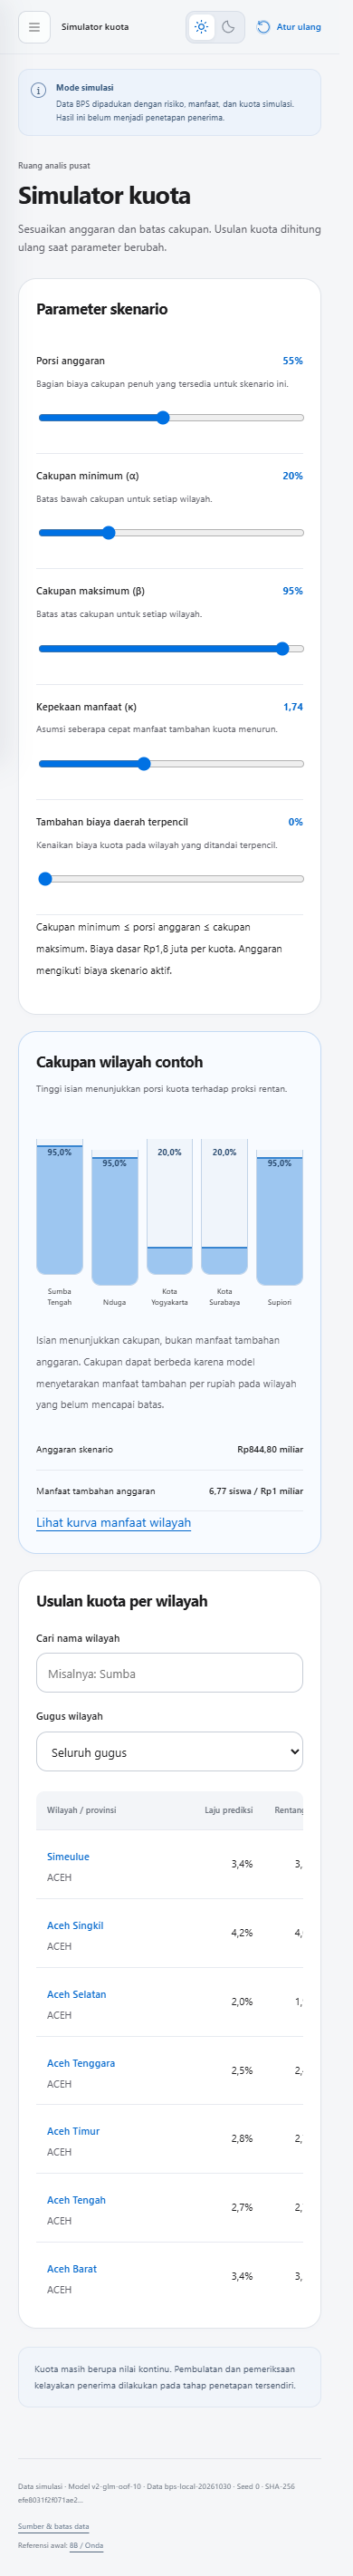 Simulator kuota
Atur ulang
Mode simulasi
Data BPS dipadukan dengan risiko, manfaat, dan kuota simulasi.
Hasil ini belum menjadi penetapan penerima.
Ruang analis pusat
Simulator kuota
Sesuaikan anggaran dan batas cakupan. Usulan kuota dihitung
ulang saat parameter berubah.
Parameter skenario
Porsi anggaran 55%
Bagian biaya cakupan penuh yang tersedia untuk skenario ini.
Cakupan minimum (α) 20%
Batas bawah cakupan untuk setiap wilayah.
Cakupan maksimum (β) 95%
Batas atas cakupan untuk setiap wilayah.
Kepekaan manfaat (κ) 1,74
Asumsi seberapa cepat manfaat tambahan kuota menurun.
Tambahan biaya daerah terpencil 0%
Kenaikan biaya kuota pada wilayah yang ditandai terpencil.
Cakupan minimum ≤ porsi anggaran ≤ cakupan
maksimum. Biaya dasar Rp1,8 juta per kuota. Anggaran
mengikuti biaya skenario aktif.
Cakupan wilayah contoh
Tinggi isian menunjukkan porsi kuota terhadap proksi rentan.
95,0% 95,0% 20,0% 20,0% 95,0%
Sumba Tengah
Nduga
Kota Yogyakarta
Kota Surabaya
Supiori
Isian menunjukkan cakupan, bukan manfaat tambahan
anggaran. Cakupan dapat berbeda karena model
menyetarakan manfaat tambahan per rupiah pada wilayah
yang belum mencapai batas.
Anggaran skenario Rp844,80 miliar
Manfaat tambahan anggaran 6,77 siswa / Rp1 miliar
Lihat kurva manfaat wilayah
Usulan kuota per wilayah
Cari nama wilayah
Misalnya: Sumba
Gugus wilayah
Seluruh gugus
Wilayah / provinsi Laju prediksi
Simeulue
ACEH 3,4%
Aceh Singkil
ACEH 4,2%
Aceh Selatan
ACEH 2,0%
Aceh Tenggara
ACEH 2,5%
Aceh Timur
ACEH 2,8%
Aceh Tengah
ACEH 2,7%
Aceh Barat
ACEH 3,4%
Kuota masih berupa nilai kontinu. Pembulatan dan pemeriksaan
kelayakan penerima dilakukan pada tahap penetapan tersendiri.
Data simulasi · Model v2-glm-oof-10 · Data bps-local-20261030 · Seed 0 · SHA-256
efe8031f2f071ae2...
Sumber & batas data
Referensi awal: 8B / Onda